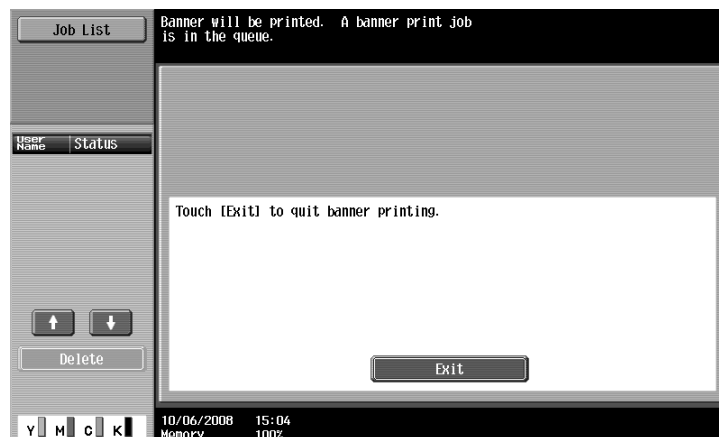 Job List
Banner will be printed. A banner print job
is in the queue.
User
Name
Status
Touch [Exit] to quit banner printing.
Delete
Exit
Y M C K
10/06/2008 15:04
Memory 100%